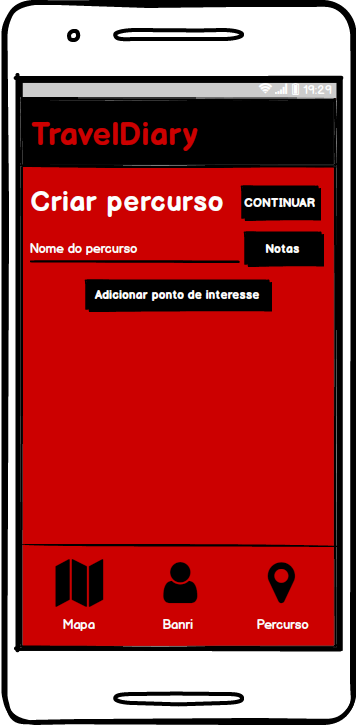 19:29
TravelDiary
Criar percurso
CONTINUAR
Nome do percurso
Notas
Adicionar ponto de interesse
Mapa
Banri
Percurso